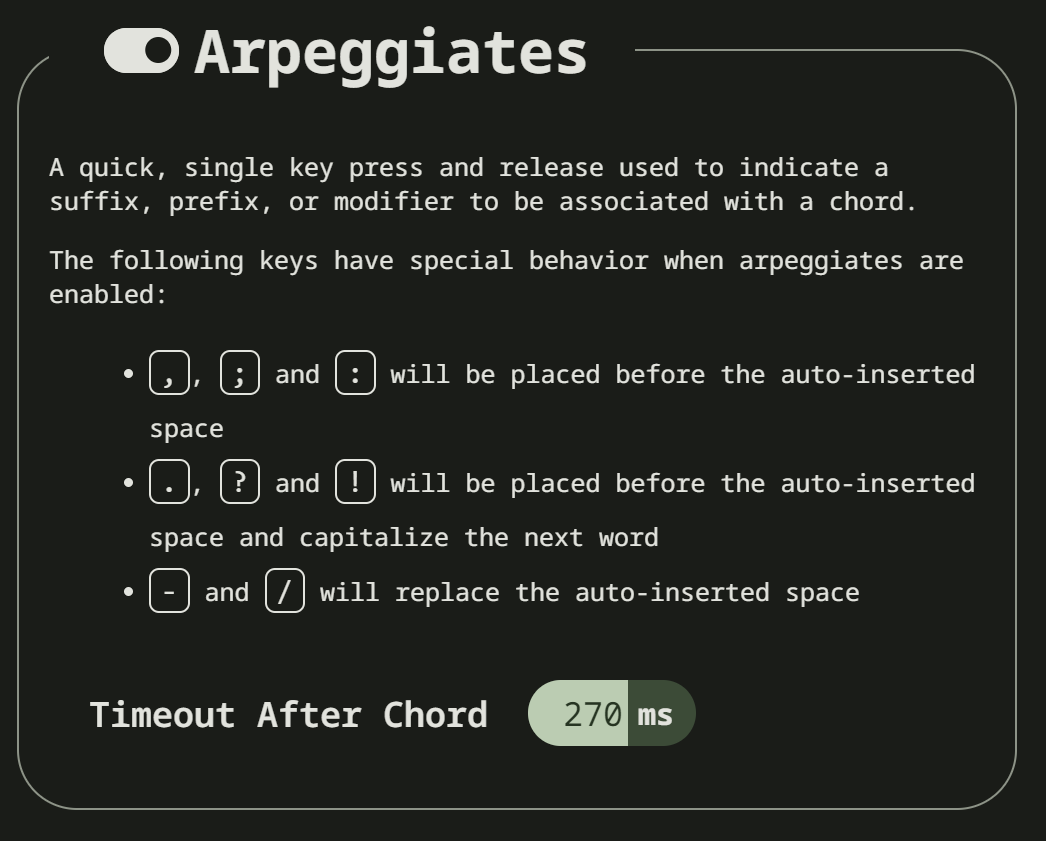 Arpeggiates
A quick, single key press and release used to indicate a
suffix, prefix, or modifier to be associated with a chord.
The following keys have special behavior when arpeggiates are
enabled:
• ,, ; and : will be placed before the auto-inserted
space
• ., ? and ! will be placed before the auto-inserted
space and capitalize the next word
• - and / will replace the auto-inserted space
Timeout After Chord 270 ms